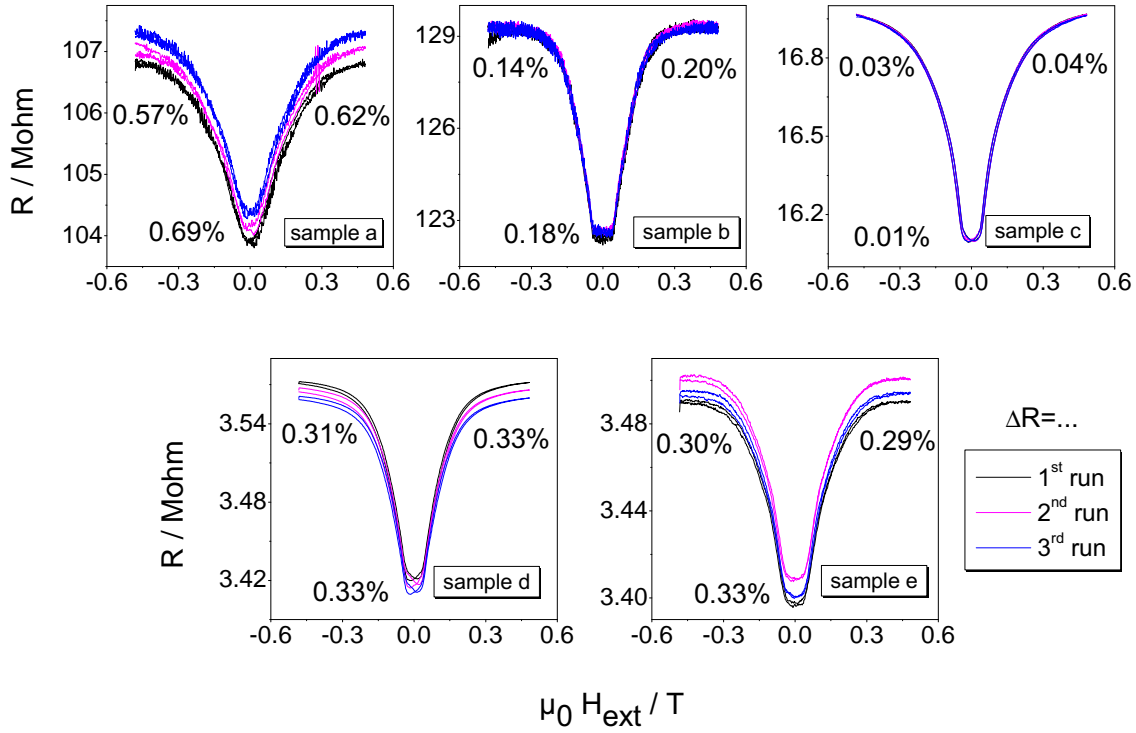 R / Mohm
107
106
105
104
0.57%
0.62%
0.69%
sample a
-0.6 -0.3 0.0 0.3 0.6
129
126
123
0.14%
0.20%
0.18%
sample b
-0.6 -0.3 0.0 0.3 0.6
16.8
16.5
16.2
0.03%
0.04%
0.01%
sample c
-0.6 -0.3 0.0 0.3 0.6
R / Mohm
3.54
3.48
3.42
0.31%
0.33%
0.33%
sample d
-0.6 -0.3 0.0 0.3 0.6
3.48
3.44
3.40
0.30%
0.29%
0.33%
sample e
-0.6 -0.3 0.0 0.3 0.6
ΔR=...
1st run
2nd run
3rd run
μ0 Hext / T